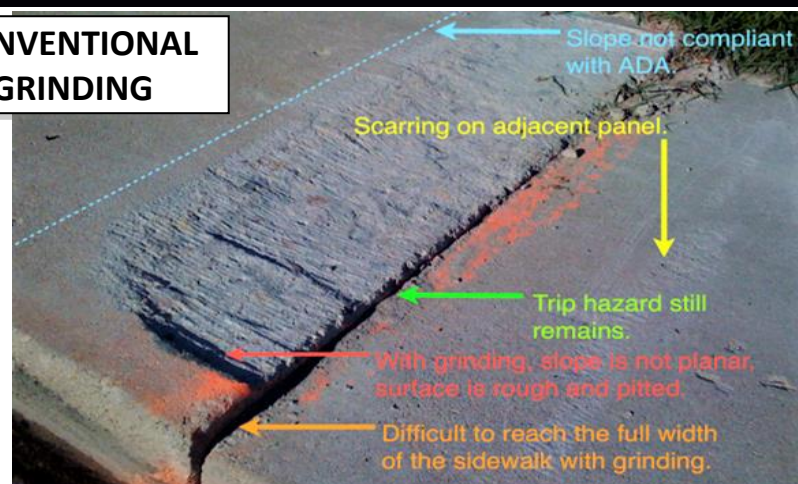 NVENTIONAL
GRINDING
Slope not compliant
with ADA.
Scarring on adjacent panel.
Trip hazard still
remains.
With grinding, slope is not planar,
surface is rough and pitted.
Difficult to reach the full width
of the sidewalk with grinding.